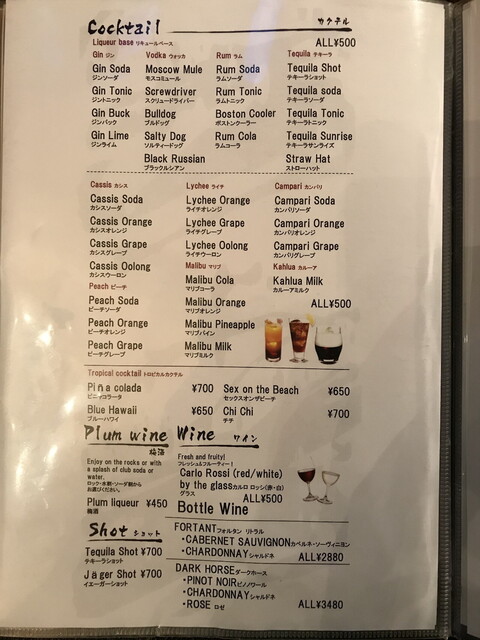 Cocktail カクテル
Liqueur base リキュールベース ALL¥500
Gin ジン
Gin Soda
ジンソーダ
Gin Tonic
ジントニック
Gin Buck
ジンバック
Gin Lime
ジンライム
Vodka ウォッカ
Moscow Mule
モスコミュール
Screwdriver
スクリュードライバー
Bulldog
ブルドッグ
Salty Dog
ソルティードッグ
Black Russian
ブラックルシアン
Rum ラム
Rum Soda
ラムソーダ
Rum Tonic
ラムトニック
Boston Cooler
ボストンクーラー
Rum Cola
ラムコーラ
Tequila テキーラ
Tequila Shot
テキーラショット
Tequila soda
テキーラソーダ
Tequila Tonic
テキーラトニック
Tequila Sunrise
テキーラサンライズ
Straw Hat
ストローハット
Cassis カシス
Cassis Soda
カシスソーダ
Cassis Orange
カシスオレンジ
Cassis Grape
カシスグレープ
Cassis Oolong
カシスウーロン
Peach ピーチ
Peach Soda
ピーチソーダ
Peach Orange
ピーチオレンジ
Peach Grape
ピーチグレープ
Lychee ライチ
Lychee Orange
ライチオレンジ
Lychee Grape
ライチグレープ
Lychee Oolong
ライチウーロン
Malibu マリブ
Malibu Cola
マリブコーラ
Malibu Orange
マリブオレンジ
Malibu Pineapple
マリブパイン
Malibu Milk
マリブミルク
Campari カンパリ
Campari Soda
カンパリソーダ
Campari Orange
カンパリオレンジ
Campari Grape
カンパリグレープ
Kahlua カルーア
Kahlua Milk
カルーアミルク
ALL¥500
Tropical cocktail トロピカルカクテル
Piña colada ¥700
ピニャコラーダ
Sex on the Beach ¥650
セックスオンザビーチ
Blue Hawaii ¥650
ブルーハワイ
Chi Chi ¥700
チチ
Plum wine
梅酒
Enjoy on the rocks or with
a splash of club soda or
water.
ロック・水割・ソーダ割から
お選びください。
Plum liqueur ¥450
梅酒
Shot ショット
Tequila Shot ¥700
テキーラショット
Jäger Shot ¥700
イエーガーショット
Wine ワイン
Fresh and fruity!
フレッシュ&フルーティー!
Carlo Rossi (red/white)
by the glass カルロ ロッシ(赤・白)
グラス ALL¥500
Bottle Wine
FORTANT フォルタン リトラル
・CABERNET SAUVIGNON カベルネ・ソーヴィニヨン
・CHARDONNAY シャルドネ ALL¥2880
DARK HORSE ダークホース
・PINOT NOIR ピノノワール
・CHARDONNAY シャルドネ
・ROSE ロゼ ALL¥3480